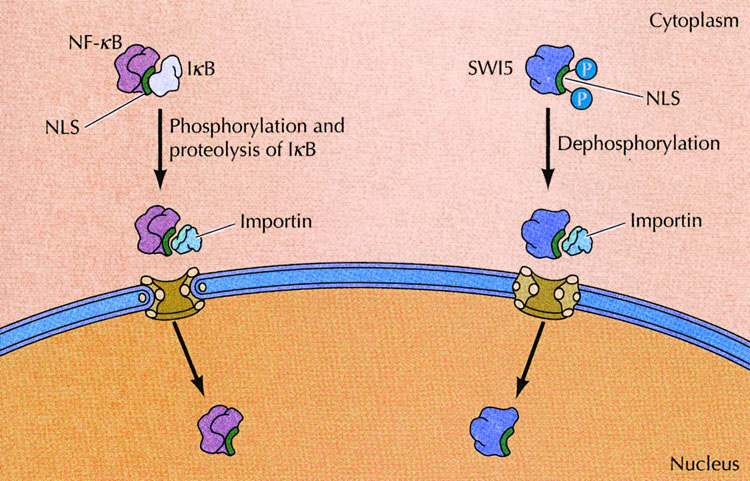 Cytoplasm
NF-κB
IκB
NLS
Phosphorylation and
proteolysis of IκB
Importin
SWI5
P
P
NLS
Dephosphorylation
Importin
Nucleus